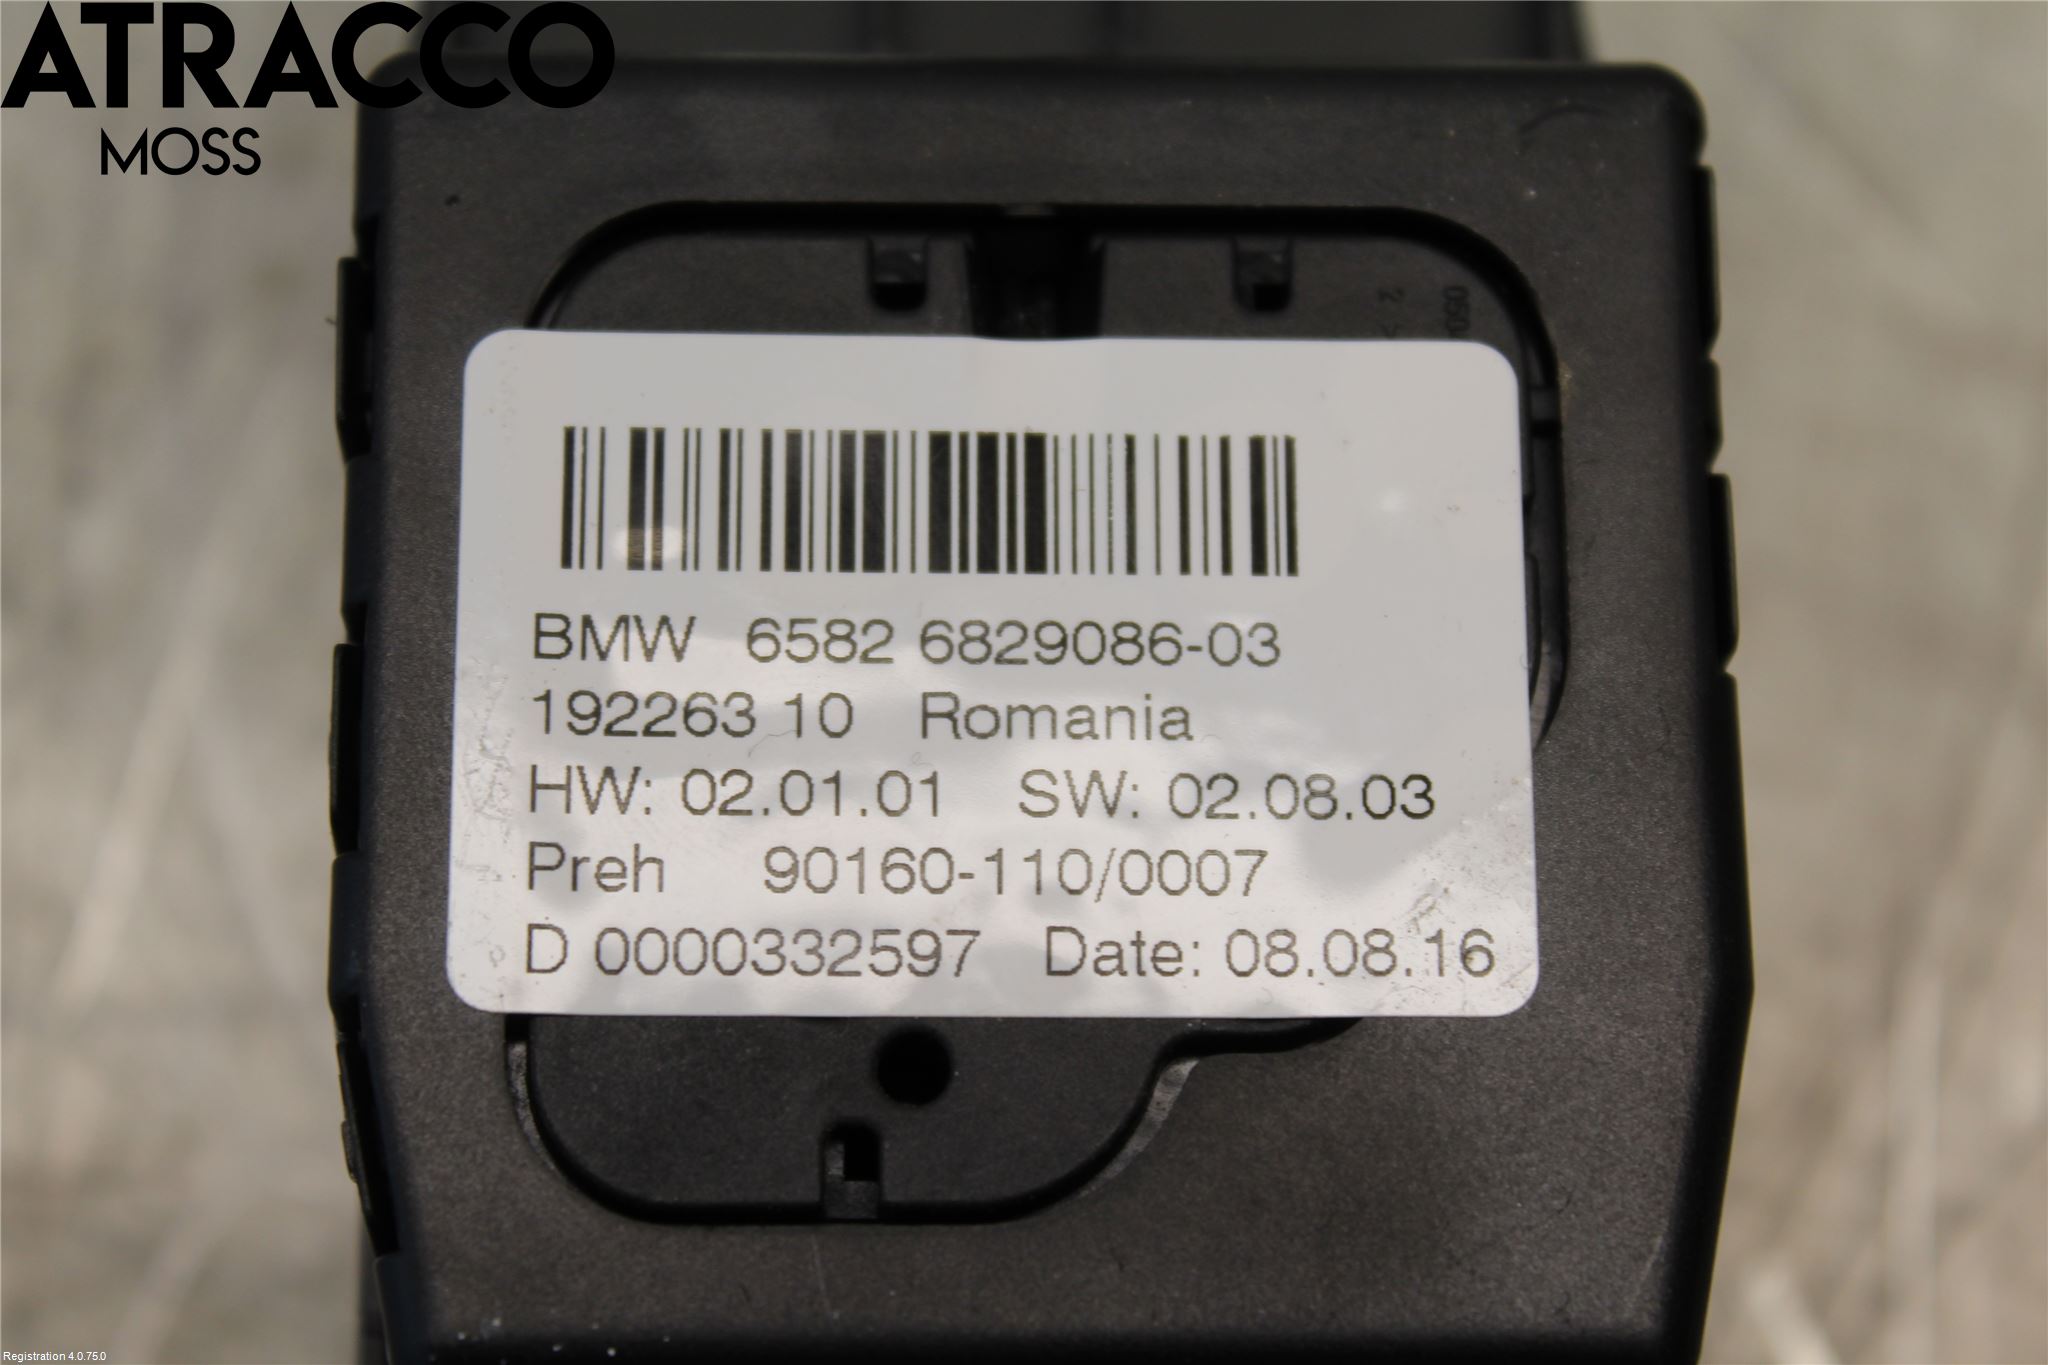 ATRACCO
MOSS
BMW 6582 6829086-03
192263 10 Romania
HW: 02.01.01 SW: 02.08.03
Preh 90160-110/0007
D 0000332597 Date: 08.08.16
Registration 4.0.75.0